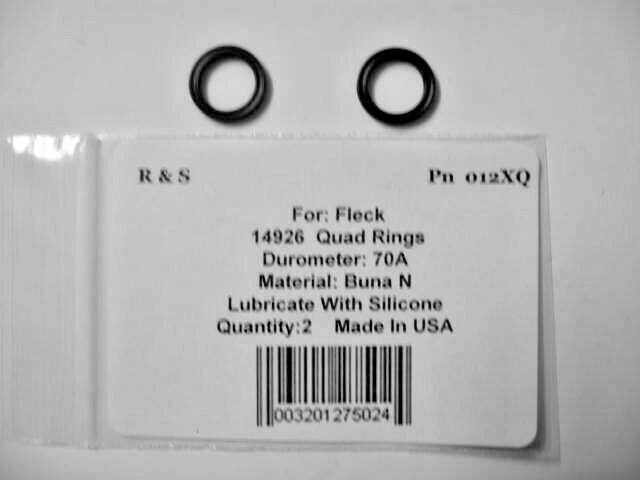 R & S Pn 012XQ
For: Fleck
14926 Quad Rings
Durometer: 70A
Material: Buna N
Lubricate With Silicone
Quantity:2 Made In USA
003201275024